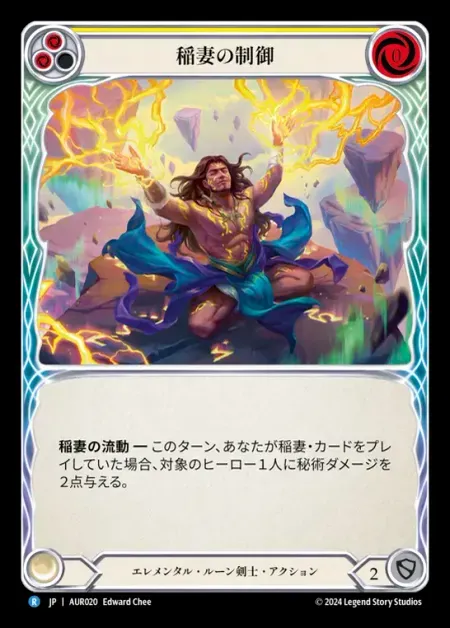 0
稲妻の制御
稲妻の流動 ー このターン、あなたが稲妻・カードをプレ
イしていた場合、対象のヒーロー１人に秘術ダメージを
２点与える。
エレメンタル・ルーン剣士・アクション
2
R JP | AUR020 Edward Chee
© 2024 Legend Story Studios